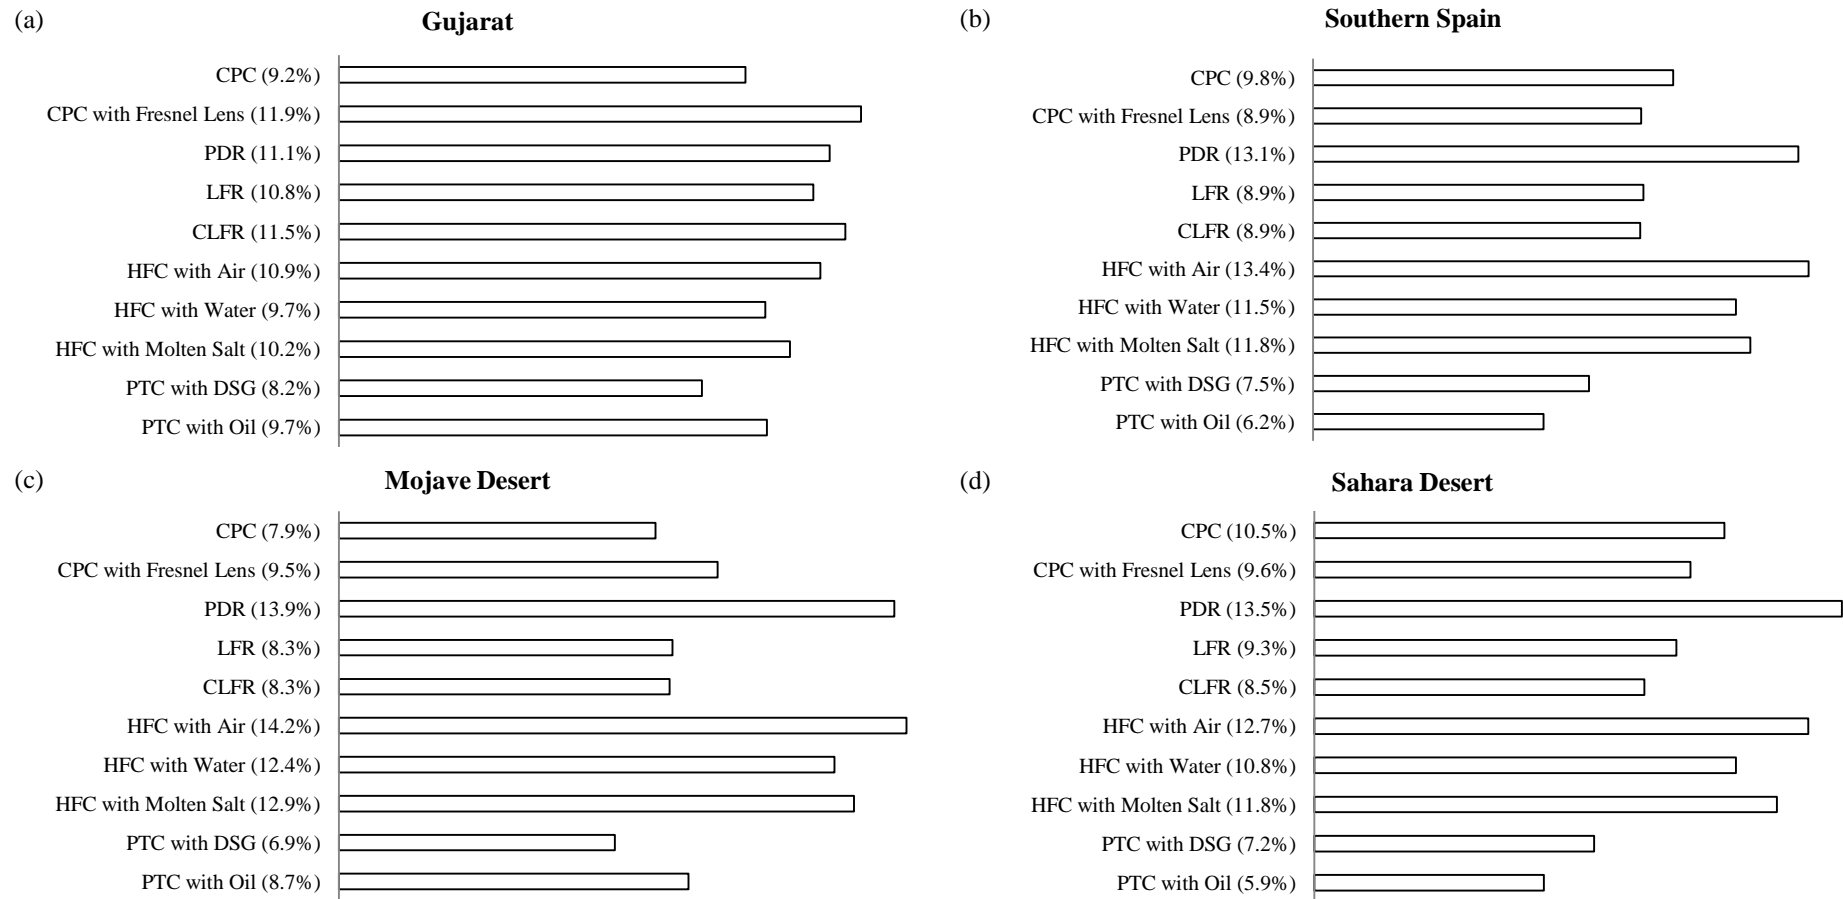 (a)
Gujarat
CPC (9.2%)
CPC with Fresnel Lens (11.9%)
PDR (11.1%)
LFR (10.8%)
CLFR (11.5%)
HFC with Air (10.9%)
HFC with Water (9.7%)
HFC with Molten Salt (10.2%)
PTC with DSG (8.2%)
PTC with Oil (9.7%)
(b)
Southern Spain
CPC (9.8%)
CPC with Fresnel Lens (8.9%)
PDR (13.1%)
LFR (8.9%)
CLFR (8.9%)
HFC with Air (13.4%)
HFC with Water (11.5%)
HFC with Molten Salt (11.8%)
PTC with DSG (7.5%)
PTC with Oil (6.2%)
(c)
Mojave Desert
CPC (7.9%)
CPC with Fresnel Lens (9.5%)
PDR (13.9%)
LFR (8.3%)
CLFR (8.3%)
HFC with Air (14.2%)
HFC with Water (12.4%)
HFC with Molten Salt (12.9%)
PTC with DSG (6.9%)
PTC with Oil (8.7%)
(d)
Sahara Desert
CPC (10.5%)
CPC with Fresnel Lens (9.6%)
PDR (13.5%)
LFR (9.3%)
CLFR (8.5%)
HFC with Air (12.7%)
HFC with Water (10.8%)
HFC with Molten Salt (11.8%)
PTC with DSG (7.2%)
PTC with Oil (5.9%)